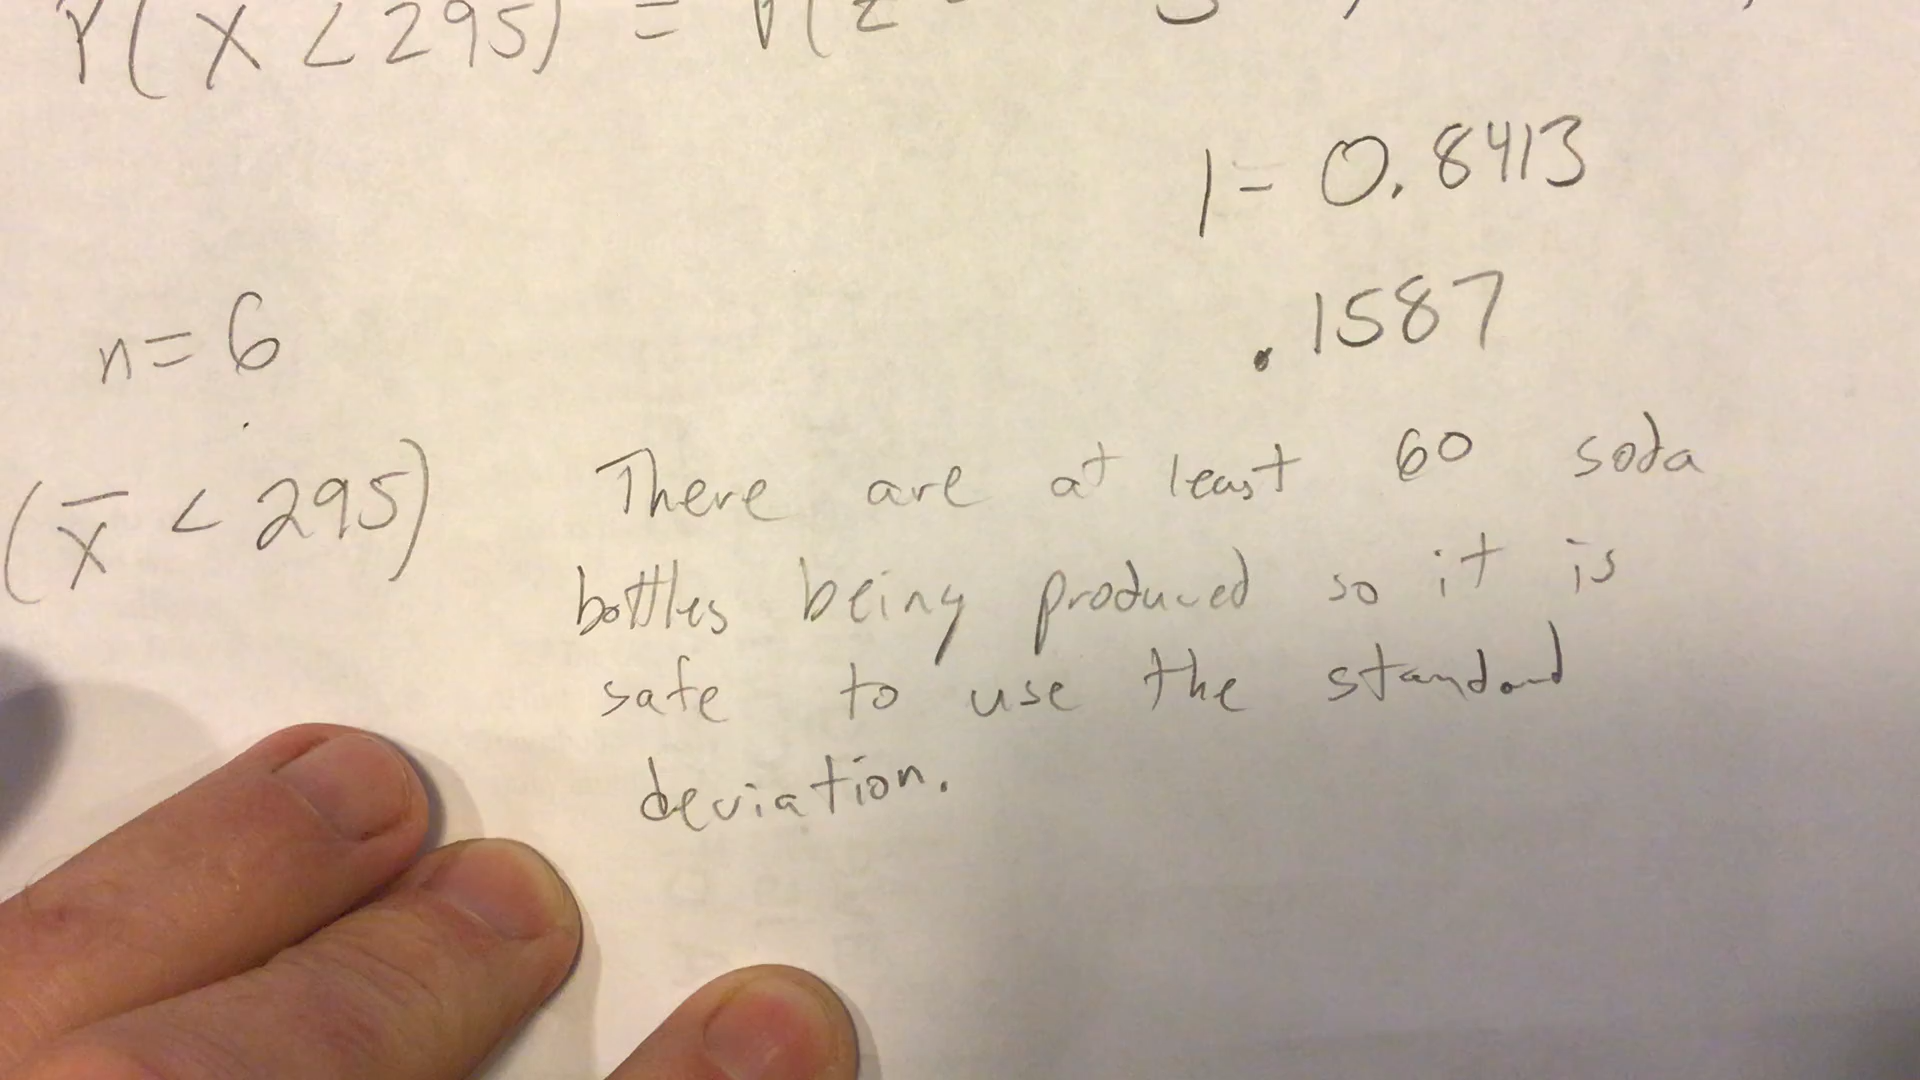 P(X < 295) = P(Z
1 - 0.8413
.1587
n = 6
(x̄ < 295)
There are at least 60 soda
bottles being produced so it is
safe to use the standard
deviation.